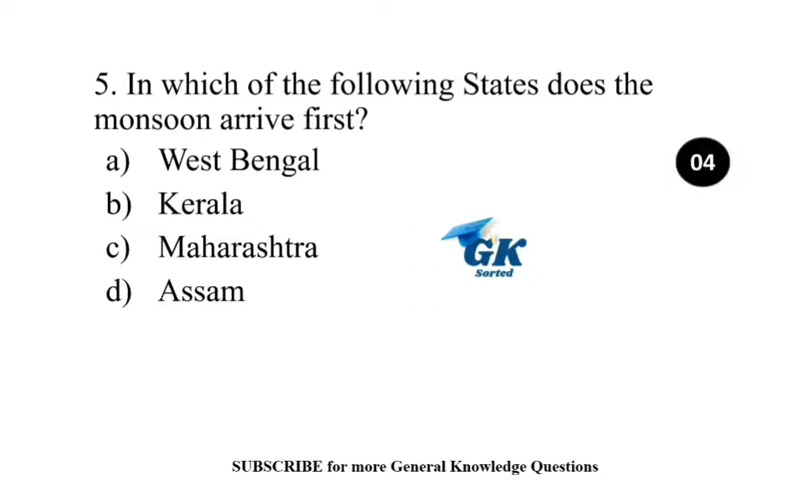 5. In which of the following States does the
monsoon arrive first?
a) West Bengal
04
b) Kerala
c) Maharashtra
GK
Sorted
d) Assam
SUBSCRIBE for more General Knowledge Questions